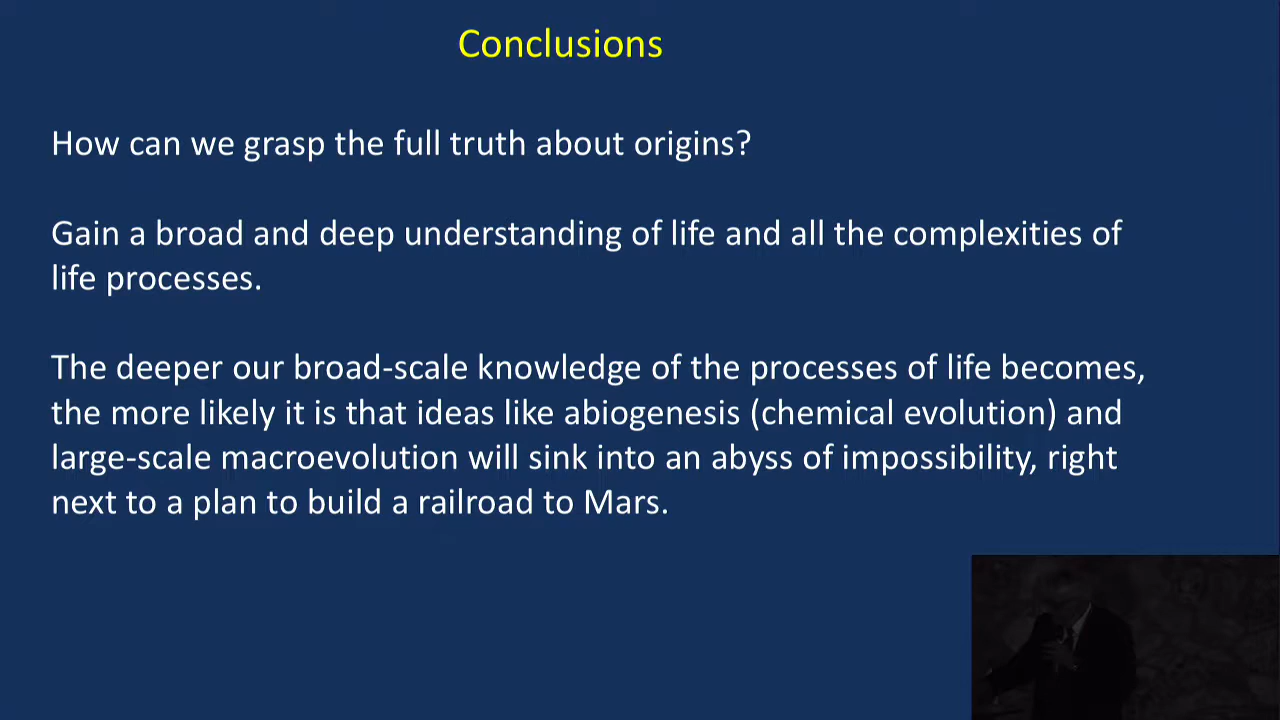 Conclusions
How can we grasp the full truth about origins?
Gain a broad and deep understanding of life and all the complexities of
life processes.
The deeper our broad-scale knowledge of the processes of life becomes,
the more likely it is that ideas like abiogenesis (chemical evolution) and
large-scale macroevolution will sink into an abyss of impossibility, right
next to a plan to build a railroad to Mars.